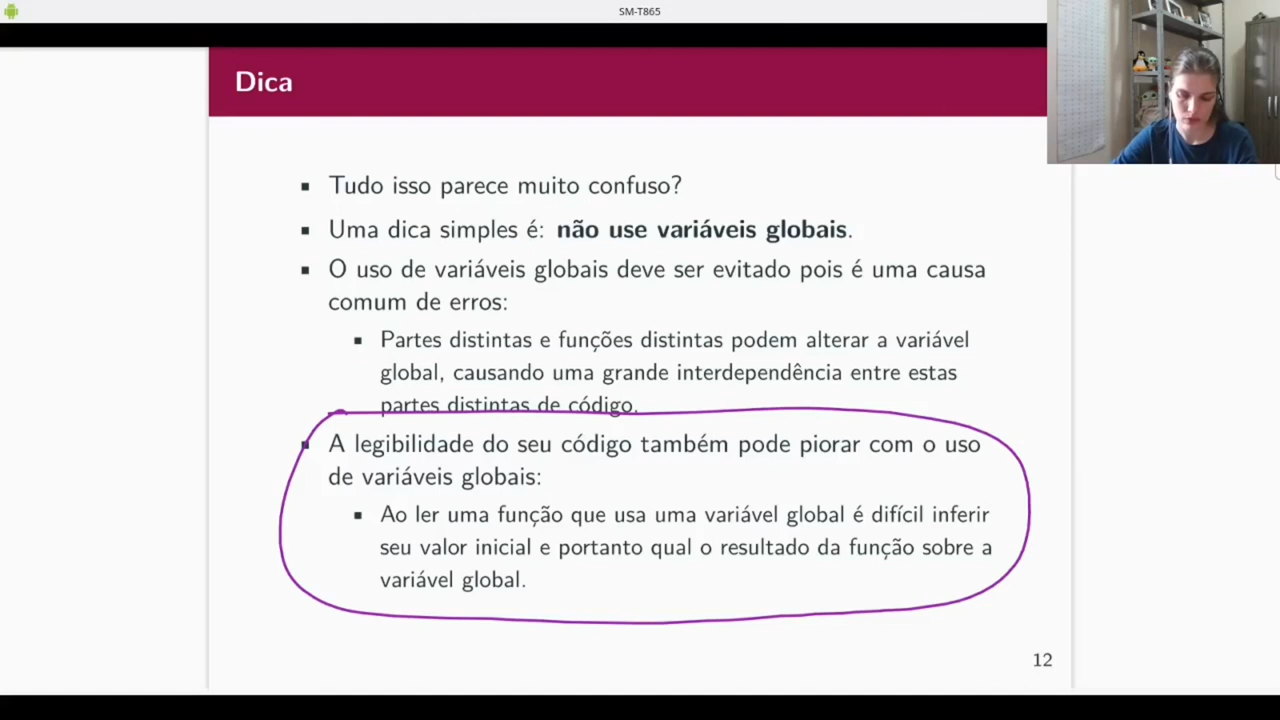 SM-T865
Dica
▪ Tudo isso parece muito confuso?
▪ Uma dica simples é: não use variáveis globais.
▪ O uso de variáveis globais deve ser evitado pois é uma causa
comum de erros:
▪ Partes distintas e funções distintas podem alterar a variável
global, causando uma grande interdependência entre estas
partes distintas de código.
▪ A legibilidade do seu código também pode piorar com o uso
de variáveis globais:
▪ Ao ler uma função que usa uma variável global é difícil inferir
seu valor inicial e portanto qual o resultado da função sobre a
variável global.
12